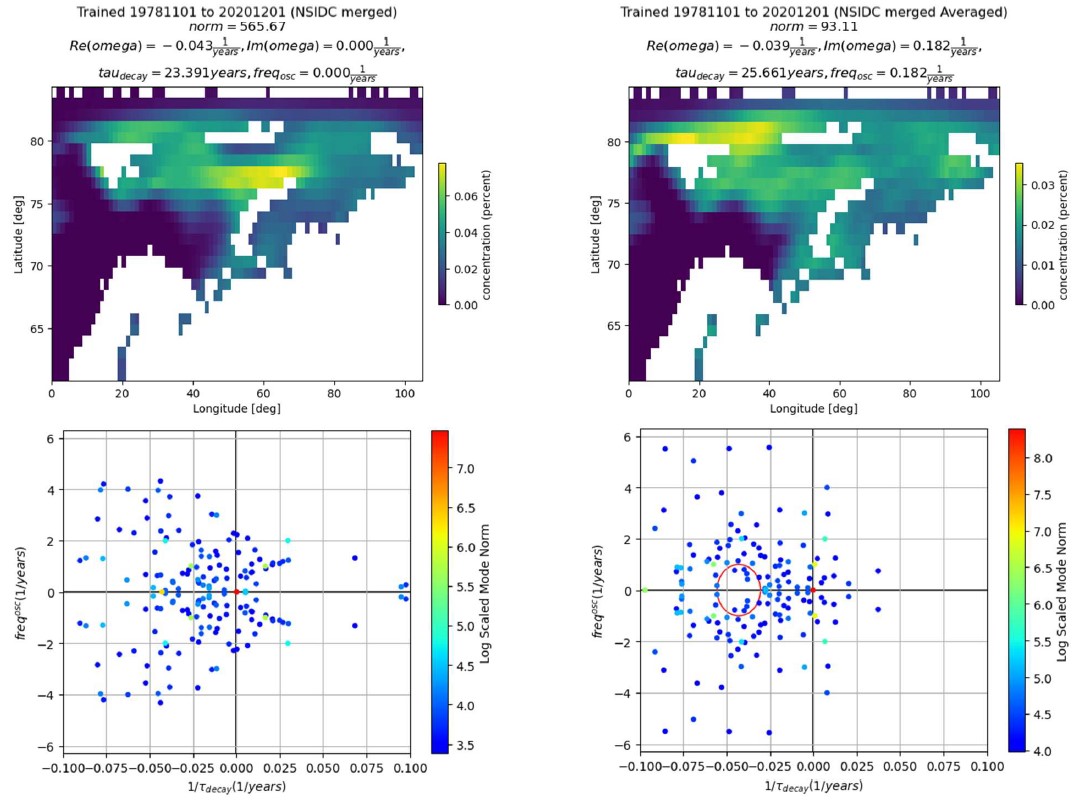 Trained 19781101 to 20201201 (NSIDC merged)
norm = 565.67
Re(omega) = −0.043 1/years, Im(omega) = 0.000 1/years,
tau_decay = 23.391years, freq_osc = 0.000 1/years
80
75
70
65
Latitude [deg]
0 20 40 60 80 100
Longitude [deg]
0.06
0.04
0.02
0.00
concentration (percent)
Trained 19781101 to 20201201 (NSIDC merged Averaged)
norm = 93.11
Re(omega) = −0.039 1/years, Im(omega) = 0.182 1/years,
tau_decay = 25.661years, freq_osc = 0.182 1/years
80
75
70
65
Latitude [deg]
0 20 40 60 80 100
Longitude [deg]
0.03
0.02
0.01
0.00
concentration (percent)
6
4
2
0
−2
−4
−6
freq^osc(1/years)
−0.100−0.075−0.050−0.025 0.000 0.025 0.050 0.075 0.100
1/τ_decay(1/years)
7.0
6.5
6.0
5.5
5.0
4.5
4.0
3.5
Log Scaled Mode Norm
6
4
2
0
−2
−4
−6
freq^osc(1/years)
−0.100−0.075−0.050−0.025 0.000 0.025 0.050 0.075 0.100
1/τ_decay(1/years)
8.0
7.5
7.0
6.5
6.0
5.5
5.0
4.5
4.0
Log Scaled Mode Norm